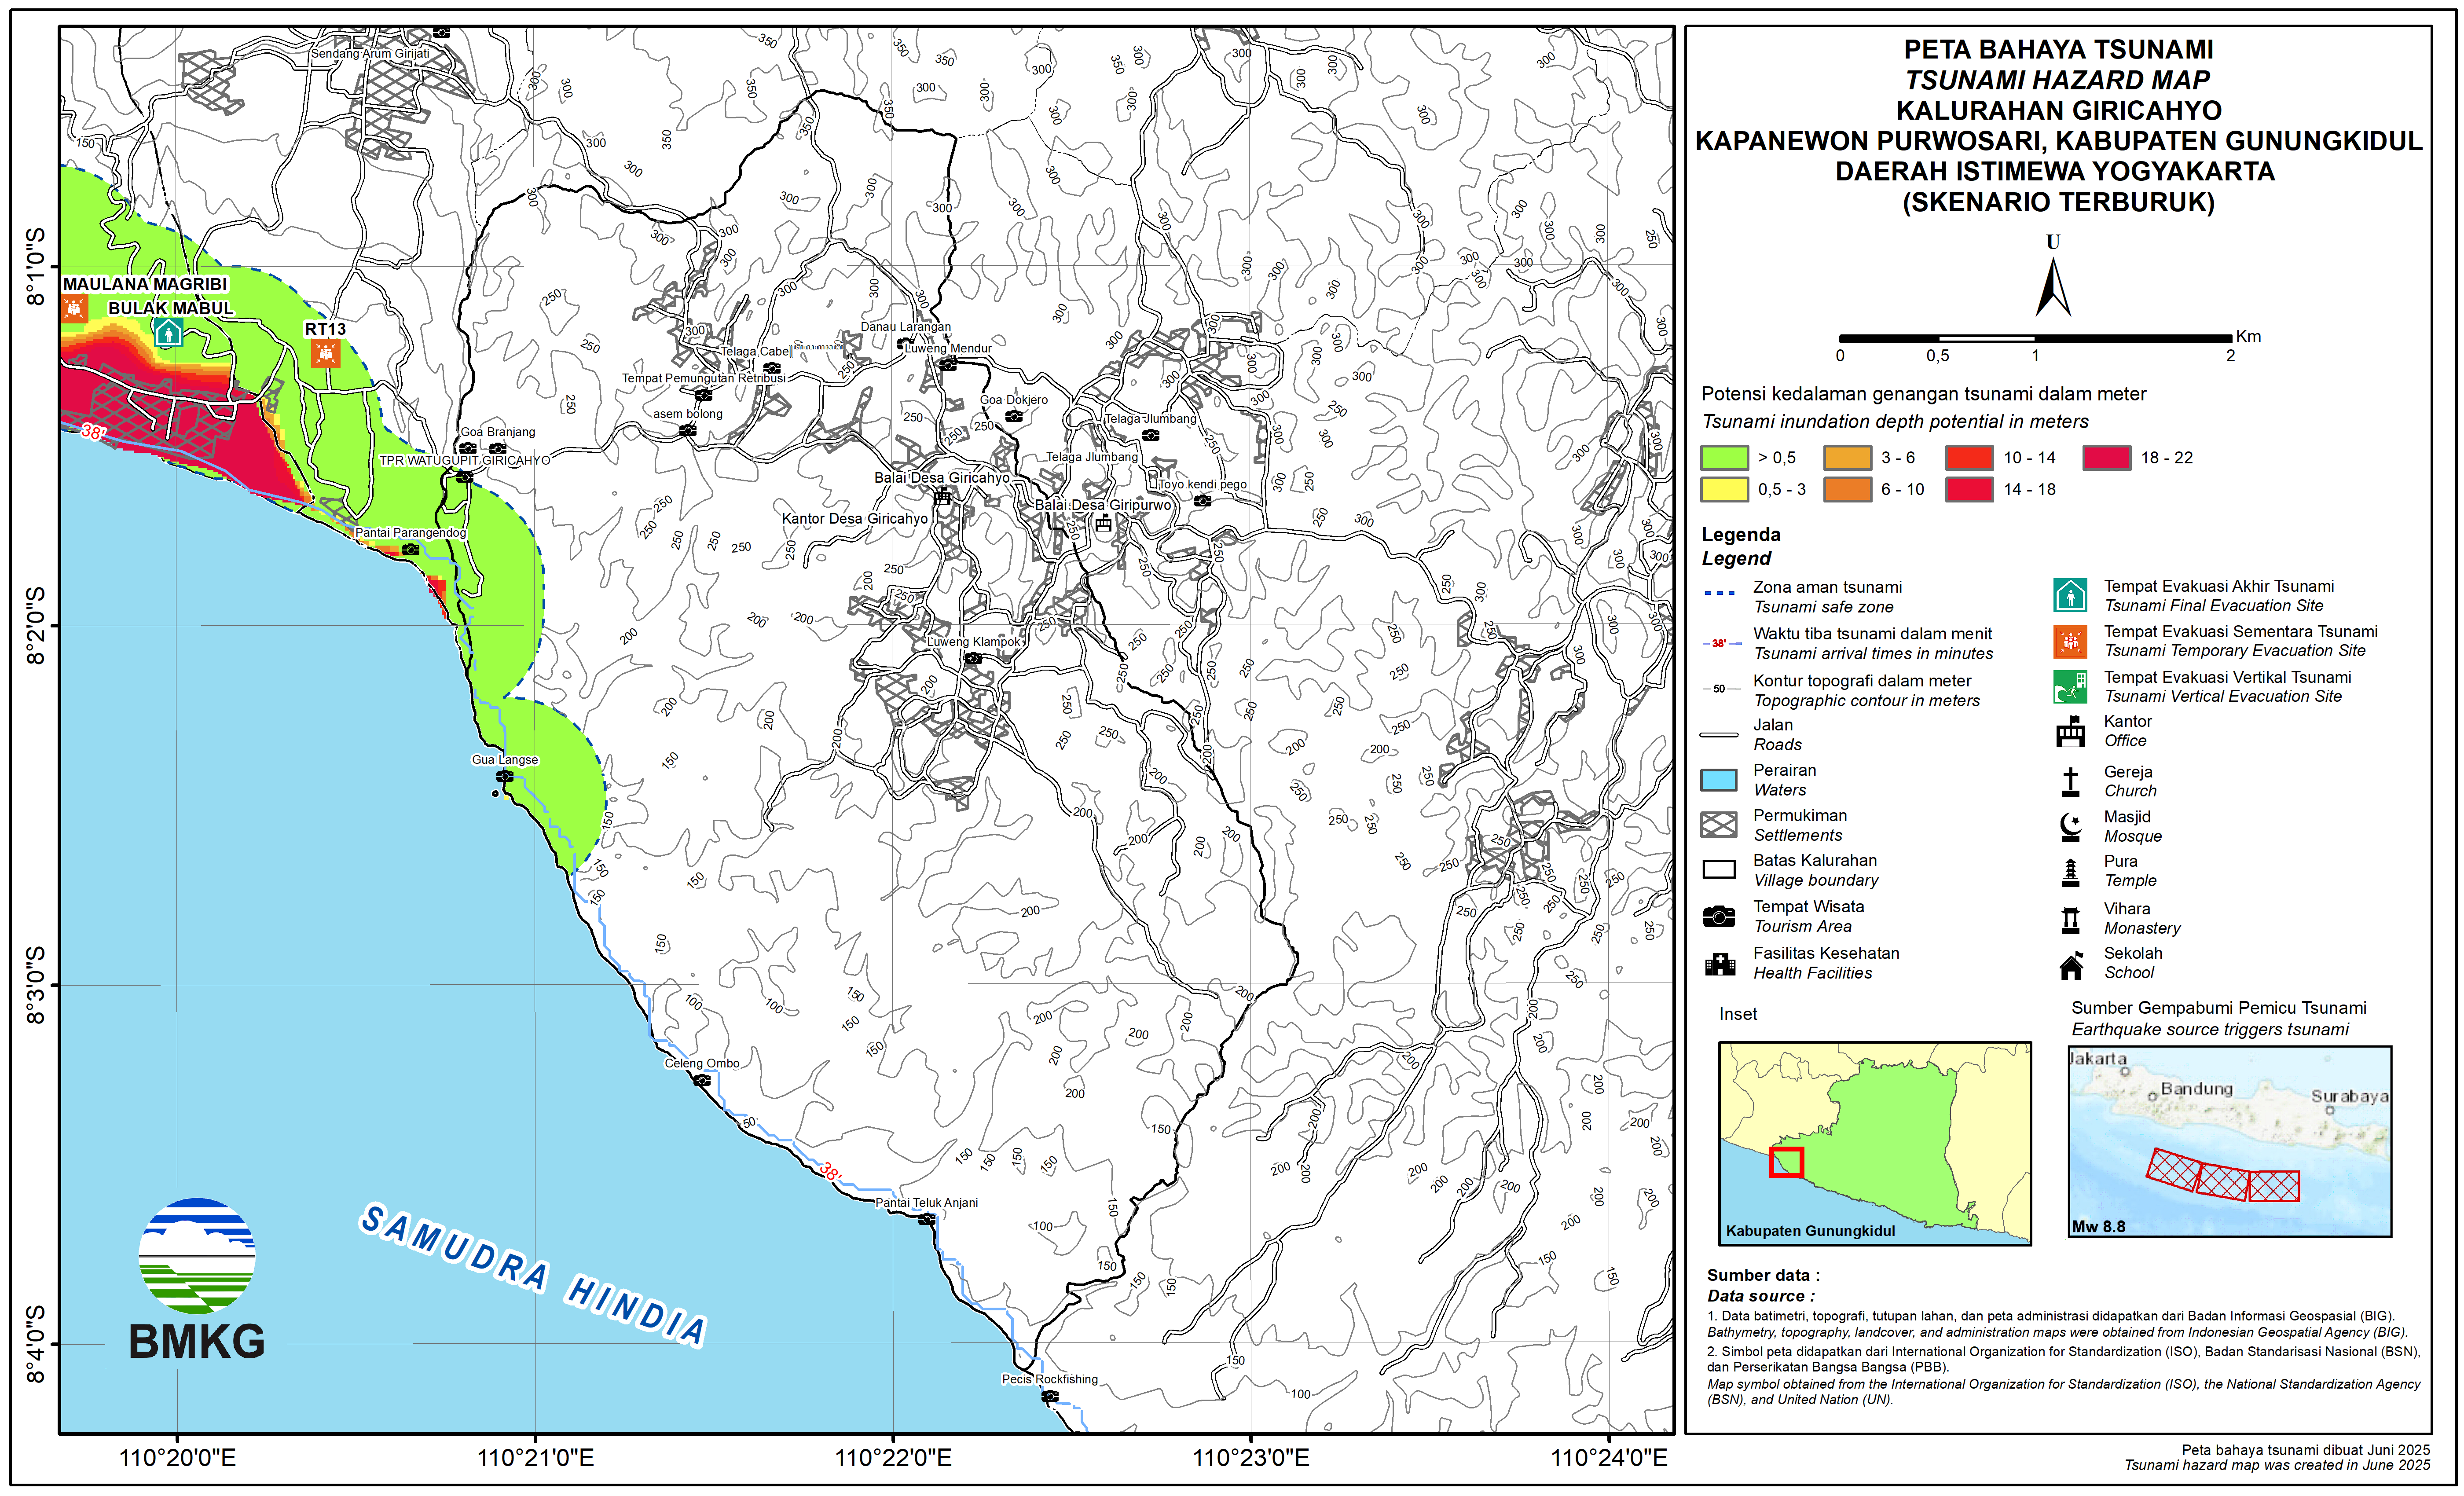 PETA BAHAYA TSUNAMI
TSUNAMI HAZARD MAP
KALURAHAN GIRICAHYO
KAPANEWON PURWOSARI, KABUPATEN GUNUNGKIDUL
DAERAH ISTIMEWA YOGYAKARTA
(SKENARIO TERBURUK)
U
Km
0 0,5 1 2
Potensi kedalaman genangan tsunami dalam meter
Tsunami inundation depth potential in meters
> 0,5 3 - 6 10 - 14 18 - 22
0,5 - 3 6 - 10 14 - 18
Legenda
Legend
Zona aman tsunami
Tsunami safe zone
38'
Waktu tiba tsunami dalam menit
Tsunami arrival times in minutes
50
Kontur topografi dalam meter
Topographic contour in meters
Jalan
Roads
Perairan
Waters
Permukiman
Settlements
Batas Kalurahan
Village boundary
Tempat Wisata
Tourism Area
Fasilitas Kesehatan
Health Facilities
Tempat Evakuasi Akhir Tsunami
Tsunami Final Evacuation Site
Tempat Evakuasi Sementara Tsunami
Tsunami Temporary Evacuation Site
Tempat Evakuasi Vertikal Tsunami
Tsunami Vertical Evacuation Site
Kantor
Office
Gereja
Church
Masjid
Mosque
Pura
Temple
Vihara
Monastery
Sekolah
School
Inset
Kabupaten Gunungkidul
Sumber Gempabumi Pemicu Tsunami
Earthquake source triggers tsunami
Jakarta
Bandung
Surabaya
Mw 8.8
Sumber data :
Data source :
1. Data batimetri, topografi, tutupan lahan, dan peta administrasi didapatkan dari Badan Informasi Geospasial (BIG).
Bathymetry, topography, landcover, and administration maps were obtained from Indonesian Geospatial Agency (BIG).
2. Simbol peta didapatkan dari International Organization for Standardization (ISO), Badan Standarisasi Nasional (BSN),
dan Perserikatan Bangsa Bangsa (PBB).
Map symbol obtained from the International Organization for Standardization (ISO), the National Standardization Agency
(BSN), and United Nation (UN).
Peta bahaya tsunami dibuat Juni 2025
Tsunami hazard map was created in June 2025
Sendang Arum Girijati
MAULANA MAGRIBI
BULAK MABUL
RT13
38'
Danau Larangan
Luweng Mendur
Telaga Cabe
Tempat Pemungutan Retribusi
asem bolong
Goa Dokjero
Telaga Jlumbang
Goa Branjang
TPR WATUGUPIT GIRICAHYO
Telaga Jlumbang
Balai Desa Giricahyo
Toyo kendi pego
Balai Desa Giripurwo
Kantor Desa Giricahyo
Pantai Parangendog
Luweng Klampok
Gua Langse
Celeng Ombo
38'
Pantai Teluk Anjani
Pecis Rockfishing
SAMUDRA HINDIA
BMKG
8°1'0"S
8°2'0"S
8°3'0"S
8°4'0"S
110°20'0"E 110°21'0"E 110°22'0"E 110°23'0"E 110°24'0"E